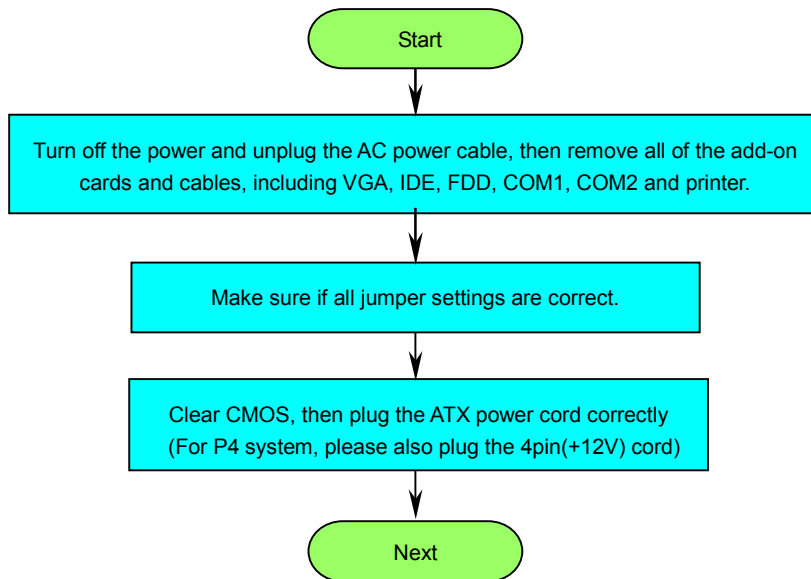 Start
Turn off the power and unplug the AC power cable, then remove all of the add-on
cards and cables, including VGA, IDE, FDD, COM1, COM2 and printer.
Make sure if all jumper settings are correct.
Clear CMOS, then plug the ATX power cord correctly
(For P4 system, please also plug the 4pin(+12V) cord)
Next